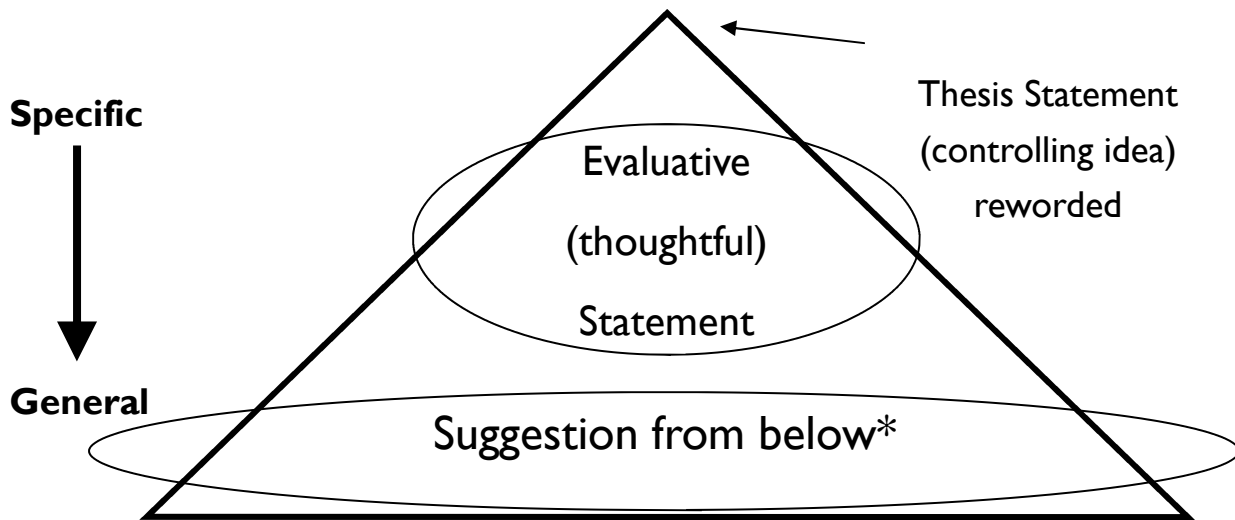 Specific
General
Evaluative
(thoughtful)
Statement
Suggestion from below*
Thesis Statement
(controlling idea)
reworded